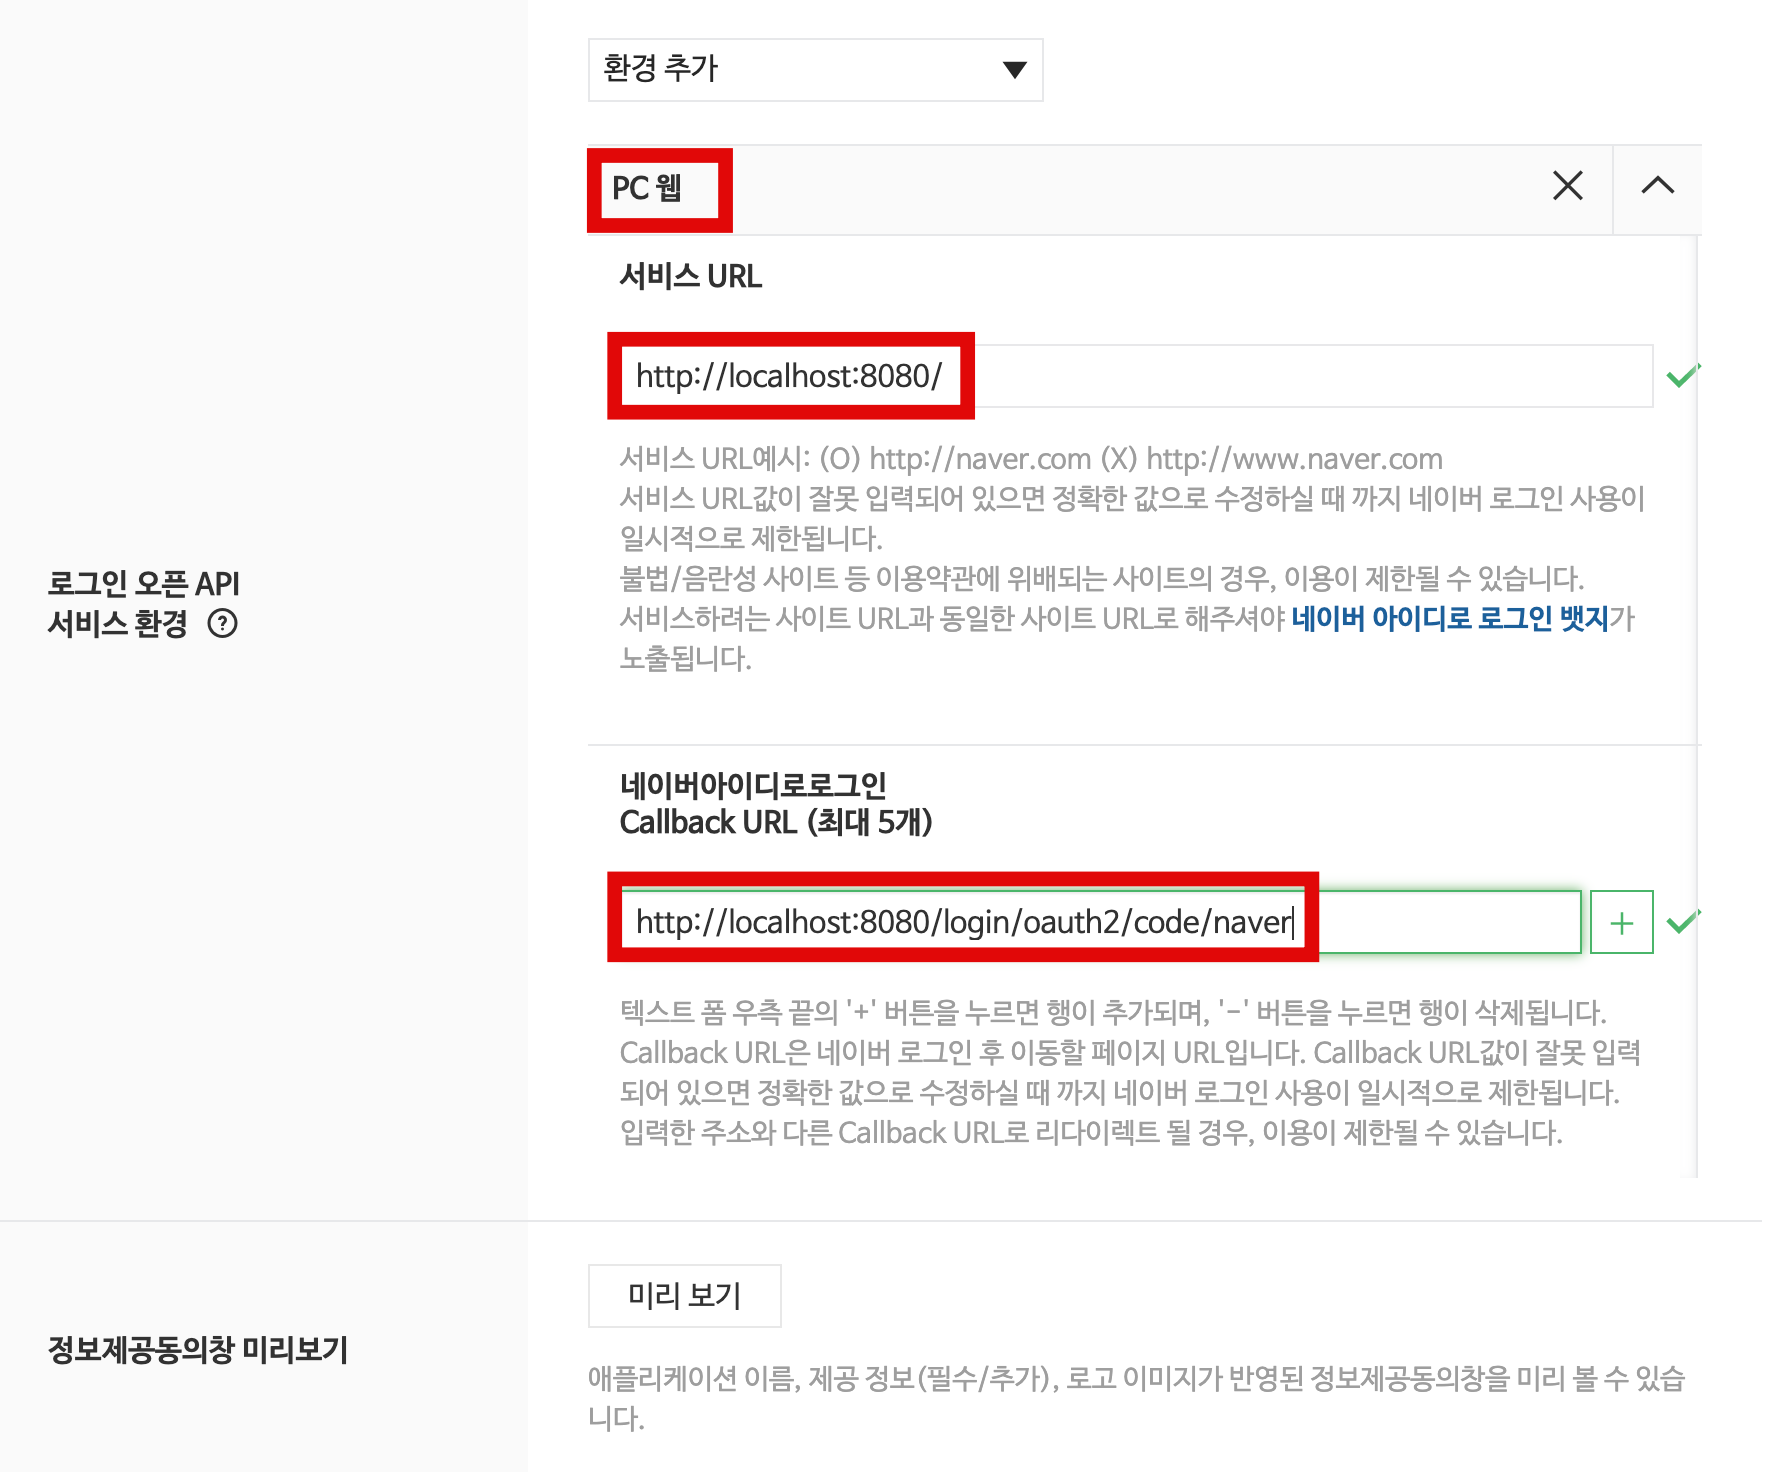 환경 추가
PC 웹
서비스 URL
http://localhost:8080/
서비스 URL예시: (O) http://naver.com (X) http://www.naver.com
서비스 URL값이 잘못 입력되어 있으면 정확한 값으로 수정하실 때 까지 네이버 로그인 사용이
일시적으로 제한됩니다.
불법/음란성 사이트 등 이용약관에 위배되는 사이트의 경우, 이용이 제한될 수 있습니다.
서비스하려는 사이트 URL과 동일한 사이트 URL로 해주셔야 네이버 아이디로 로그인 뱃지가
노출됩니다.
로그인 오픈 API
서비스 환경 ?
네이버아이디로로그인
Callback URL (최대 5개)
http://localhost:8080/login/oauth2/code/naver
텍스트 폼 우측 끝의 '+' 버튼을 누르면 행이 추가되며, '-' 버튼을 누르면 행이 삭제됩니다.
Callback URL은 네이버 로그인 후 이동할 페이지 URL입니다. Callback URL값이 잘못 입력
되어 있으면 정확한 값으로 수정하실 때 까지 네이버 로그인 사용이 일시적으로 제한됩니다.
입력한 주소와 다른 Callback URL로 리다이렉트 될 경우, 이용이 제한될 수 있습니다.
정보제공동의창 미리보기
미리 보기
애플리케이션 이름, 제공 정보(필수/추가), 로고 이미지가 반영된 정보제공동의창을 미리 볼 수 있습
니다.